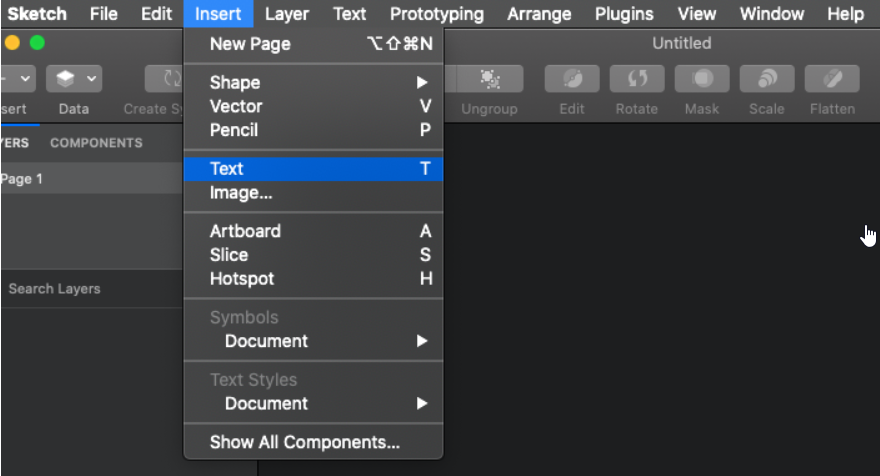 Sketch File Edit Insert Layer Text Prototyping Arrange Plugins View Window Help
New Page ⌥⇧⌘N
Untitled
Shape ▶
Vector V
Pencil P
Text T
Image...
Artboard A
Slice S
Hotspot H
Symbols
Document ▶
Text Styles
Document ▶
Show All Components...
sert Data Create Sy Ungroup Edit Rotate Mask Scale Flatten
YERS COMPONENTS
Page 1
Search Layers